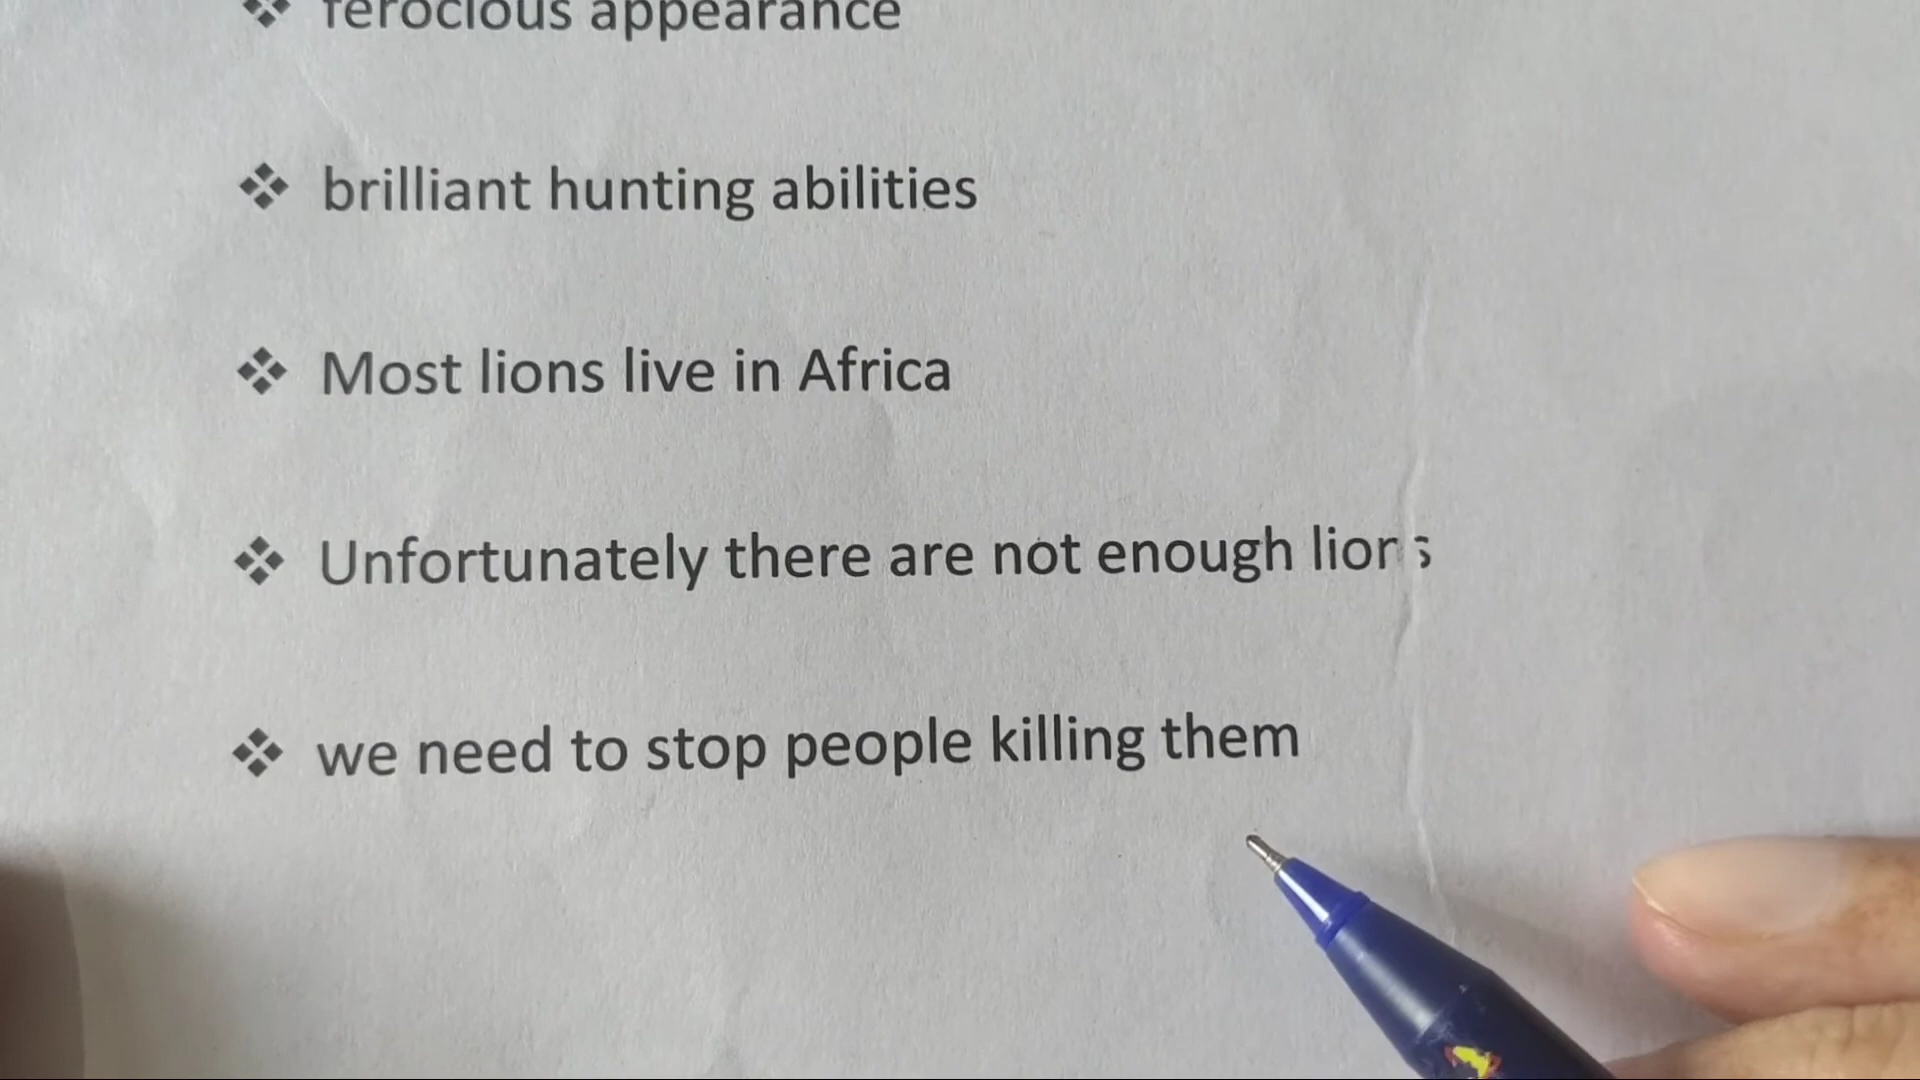 ❖ ferocious appearance
❖ brilliant hunting abilities
❖ Most lions live in Africa
❖ Unfortunately there are not enough lions
❖ we need to stop people killing them